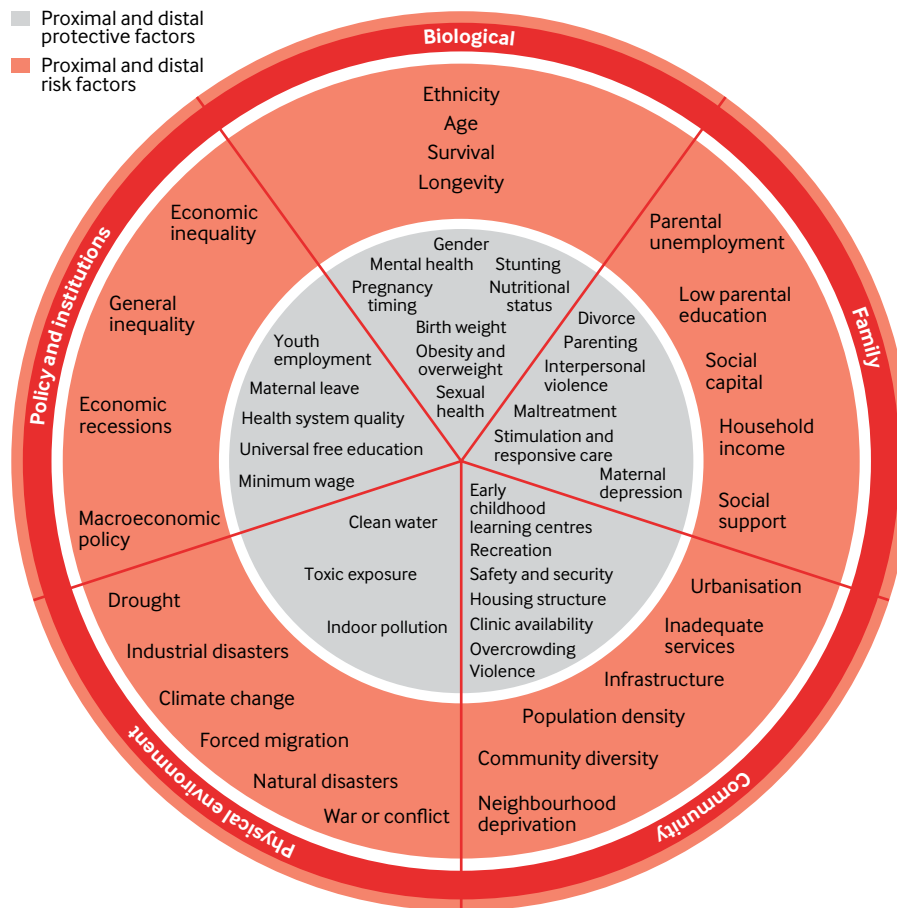 Proximal and distal
protective factors
Proximal and distal
risk factors
Biological
Ethnicity
Age
Survival
Longevity
Gender
Mental health
Stunting
Pregnancy
timing
Nutritional
status
Birth weight
Obesity and
overweight
Sexual
health
Family
Parental
unemployment
Low parental
education
Social
capital
Household
income
Social
support
Divorce
Parenting
Interpersonal
violence
Maltreatment
Stimulation and
responsive care
Maternal
depression
Community
Urbanisation
Inadequate
services
Infrastructure
Population density
Community diversity
Neighbourhood
deprivation
Early
childhood
learning centres
Recreation
Safety and security
Housing structure
Clinic availability
Overcrowding
Violence
Physical environment
Drought
Industrial disasters
Climate change
Forced migration
Natural disasters
War or conflict
Clean water
Toxic exposure
Indoor pollution
Policy and institutions
Economic
inequality
General
inequality
Economic
recessions
Macroeconomic
policy
Youth
employment
Maternal leave
Health system quality
Universal free education
Minimum wage